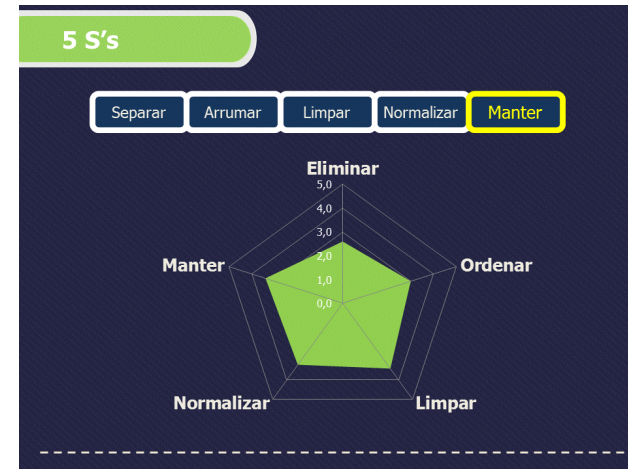 5 S’s
Separar Arrumar Limpar Normalizar Manter
Eliminar
5,0
4,0
3,0
2,0
Manter
Ordenar
1,0
0,0
Normalizar
Limpar